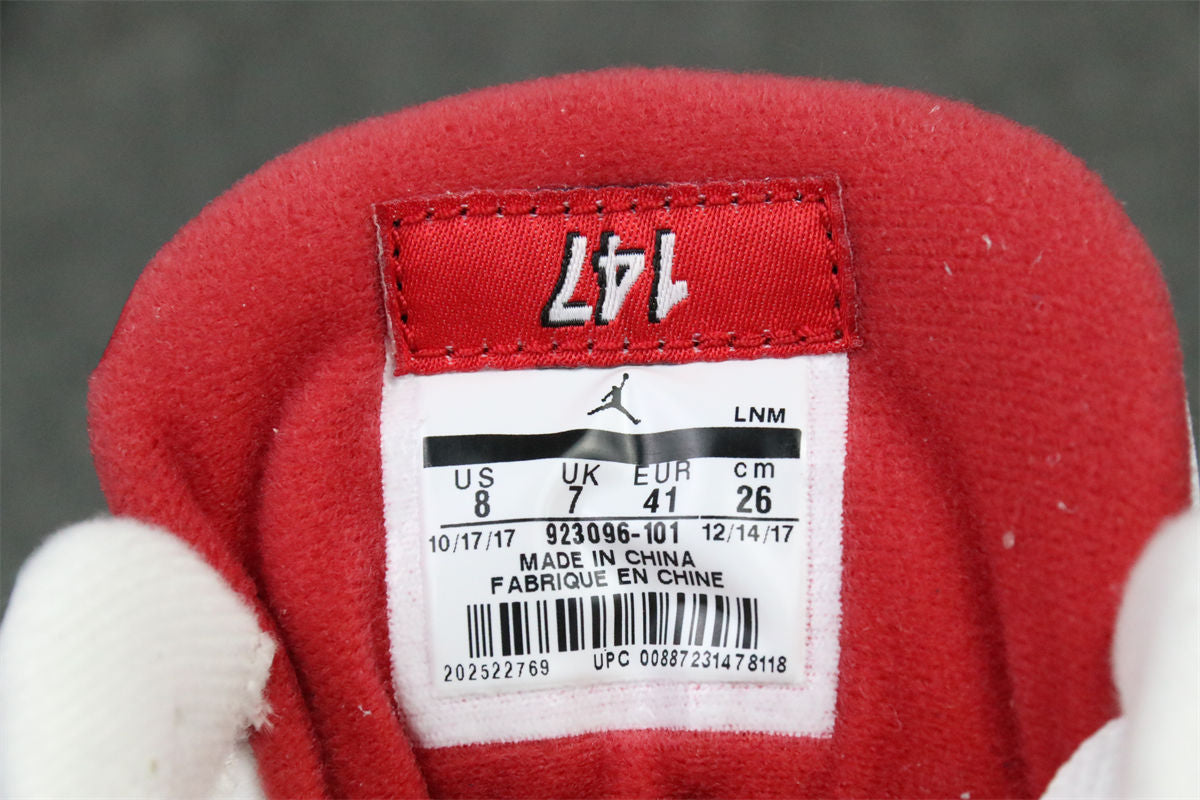 147
LNM
US UK EUR cm
8 7 41 26
10/17/17 923096-101 12/14/17
MADE IN CHINA
FABRIQUE EN CHINE
202522769 UPC 00887231478118